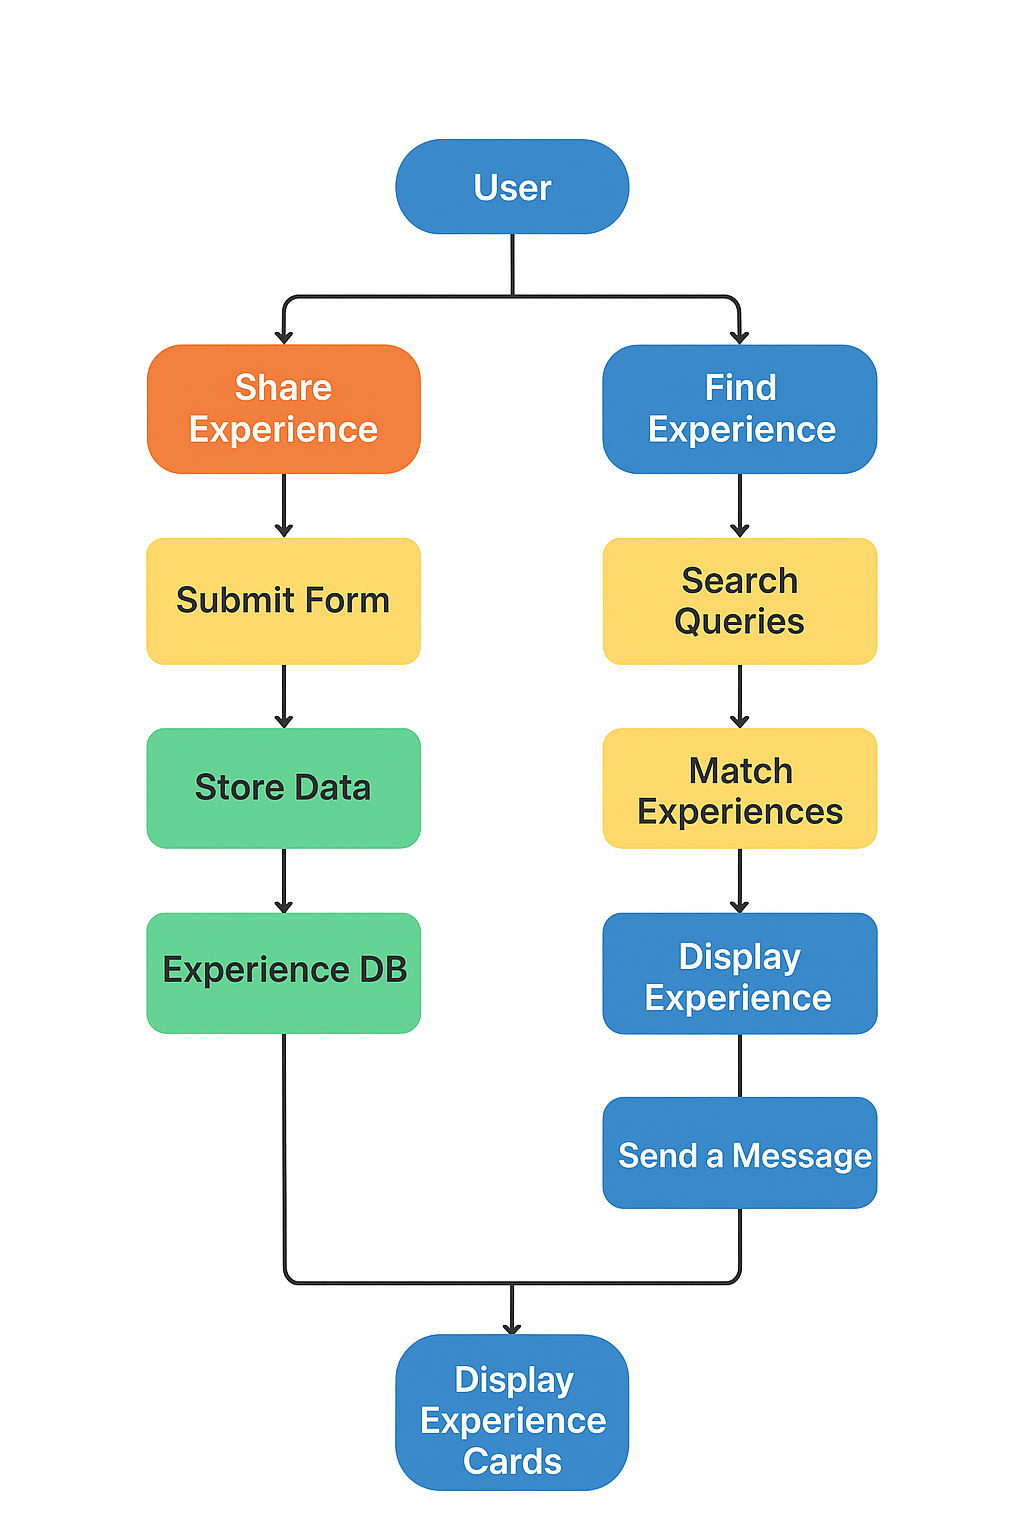 User
Share
Experience
Find
Experience
Submit Form
Search
Queries
Store Data
Match
Experiences
Experience DB
Display
Experience
Send a Message
Display
Experience
Cards